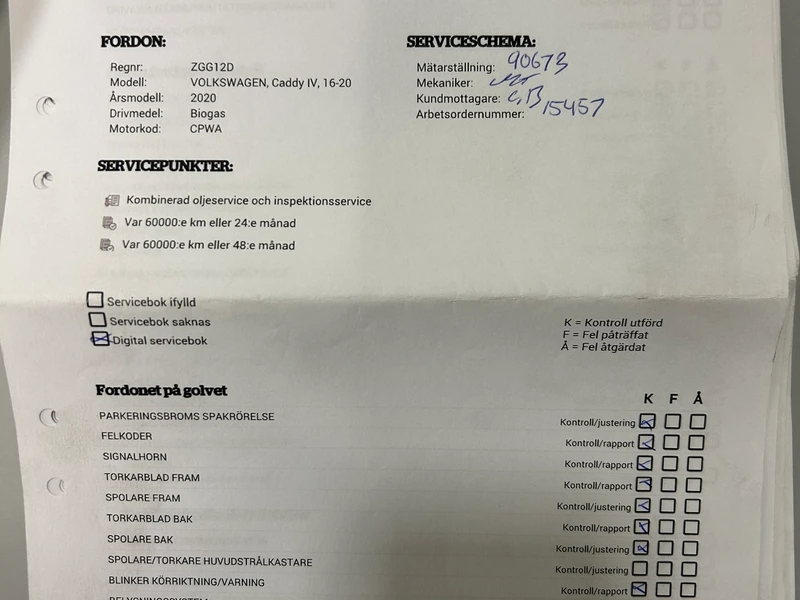 FORDON:
Regnr: ZGG12D
Modell: VOLKSWAGEN, Caddy IV, 16-20
Årsmodell: 2020
Drivmedel: Biogas
Motorkod: CPWA
SERVICESCHEMA:
Mätarställning: 90673
Mekaniker:
Kundmottagare: C,B
Arbetsordernummer: 15457
SERVICEPUNKTER:
Kombinerad oljeservice och inspektionsservice
Var 60000:e km eller 24:e månad
Var 60000:e km eller 48:e månad
Servicebok ifylld
Servicebok saknas
Digital servicebok
K = Kontroll utförd
F = Fel påträffat
Å = Fel åtgärdat
Fordonet på golvet K F Å
PARKERINGSBROMS SPAKRÖRELSE Kontroll/justering
FELKODER Kontroll/rapport
SIGNALHORN Kontroll/rapport
TORKARBLAD FRAM Kontroll/rapport
SPOLARE FRAM Kontroll/justering
TORKARBLAD BAK Kontroll/rapport
SPOLARE BAK Kontroll/justering
SPOLARE/TORKARE HUVUDSTRÅLKASTARE Kontroll/justering
BLINKER KÖRRIKTNING/VARNING Kontroll/rapport